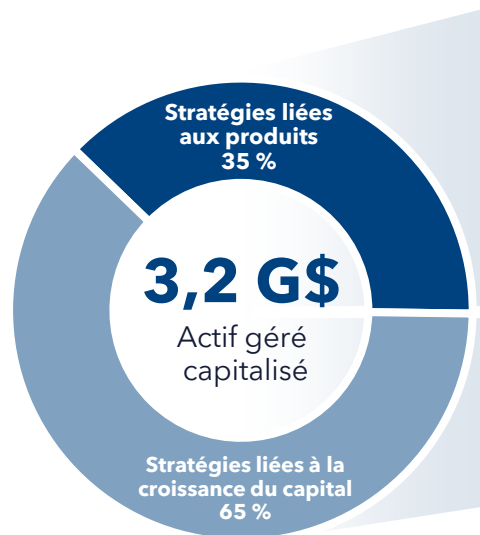 Stratégies liées
aux produits
35 %
3,2 G$
Actif géré
capitalisé
Stratégies liées à la
croissance du capital
65 %